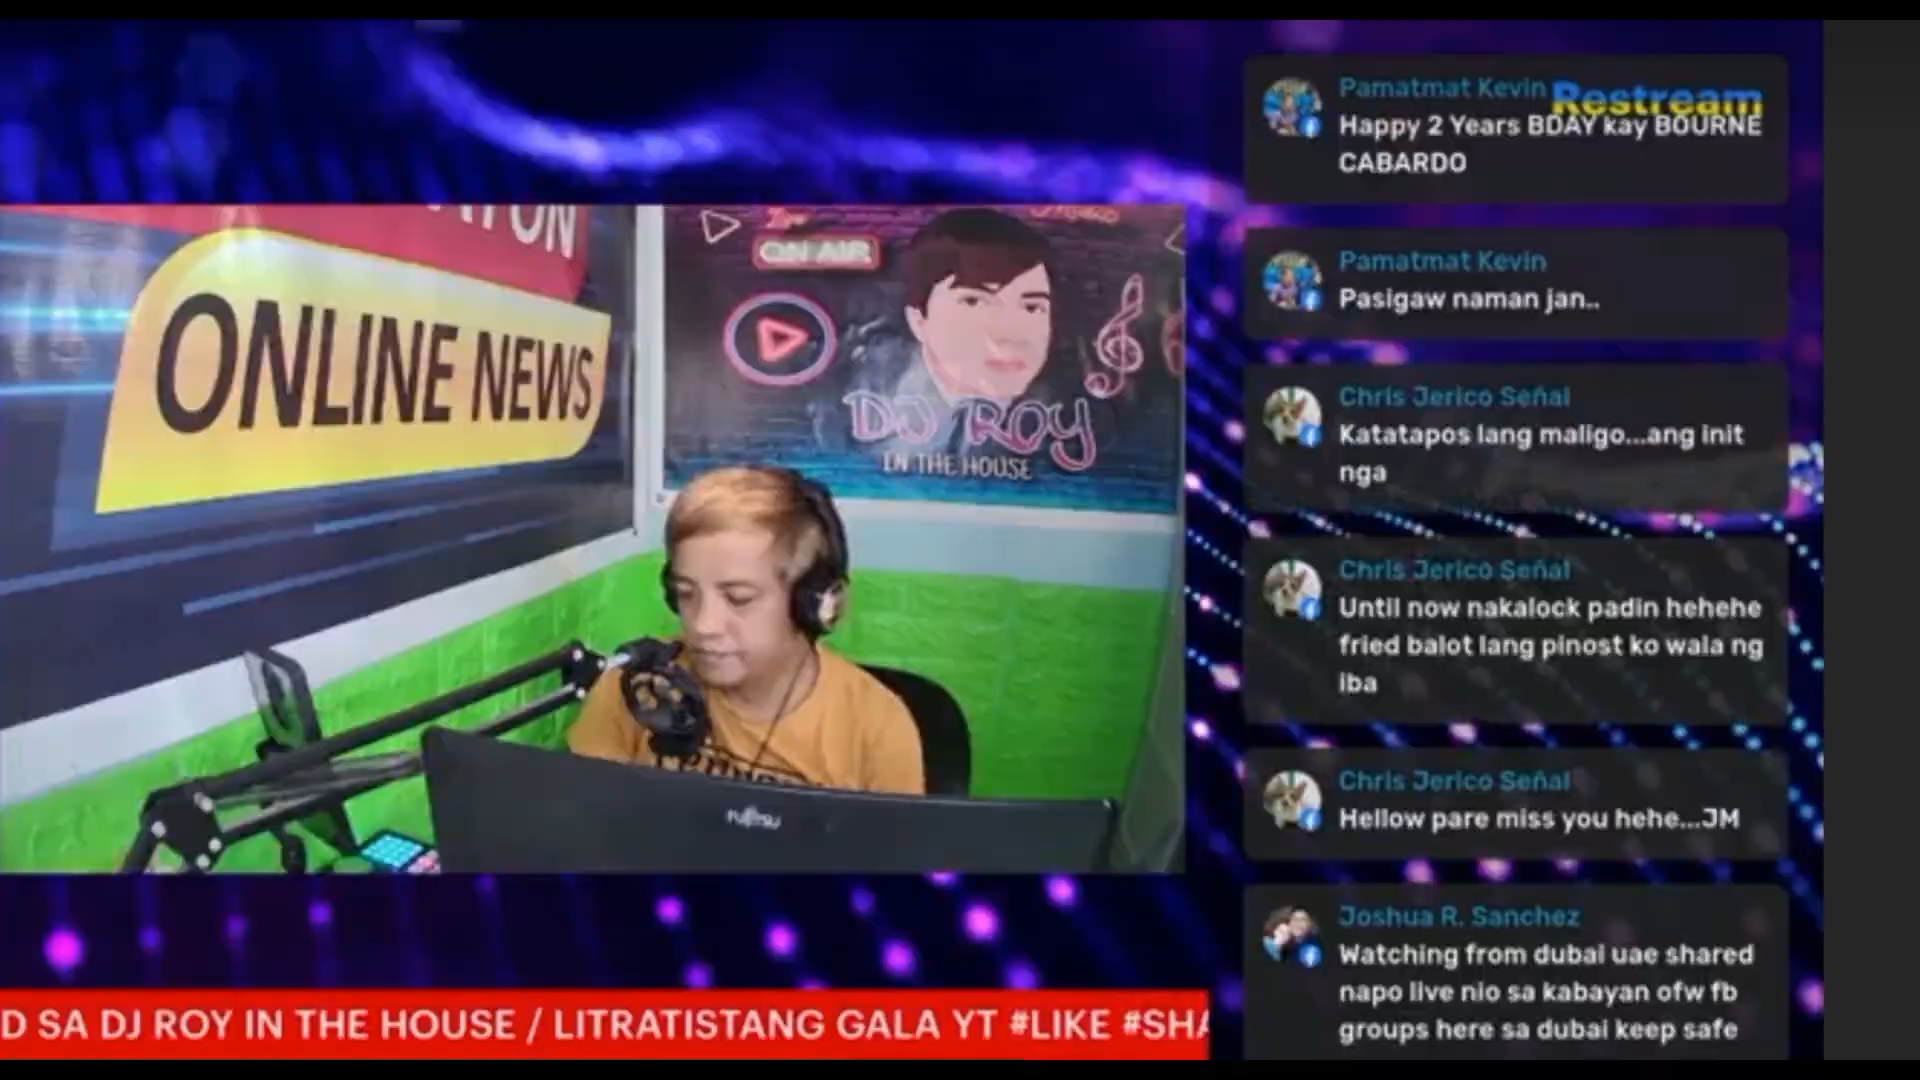 ONLINE NEWS
ON AIR
DJ ROY
IN THE HOUSE
FUJITSU
D SA DJ ROY IN THE HOUSE / LITRATISTANG GALA YT #LIKE #SHA
Restream
Pamatmat Kevin
Happy 2 Years BDAY kay BOURNE
CABARDO
Pamatmat Kevin
Pasigaw naman jan..
Chris Jerico Señal
Katatapos lang maligo...ang init
nga
Chris Jerico Señal
Until now nakalock padin hehehe
fried balot lang pinost ko wala ng
iba
Chris Jerico Señal
Hellow pare miss you hehe...JM
Joshua R. Sanchez
Watching from dubai uae shared
napo live nio sa kabayan ofw fb
groups here sa dubai keep safe